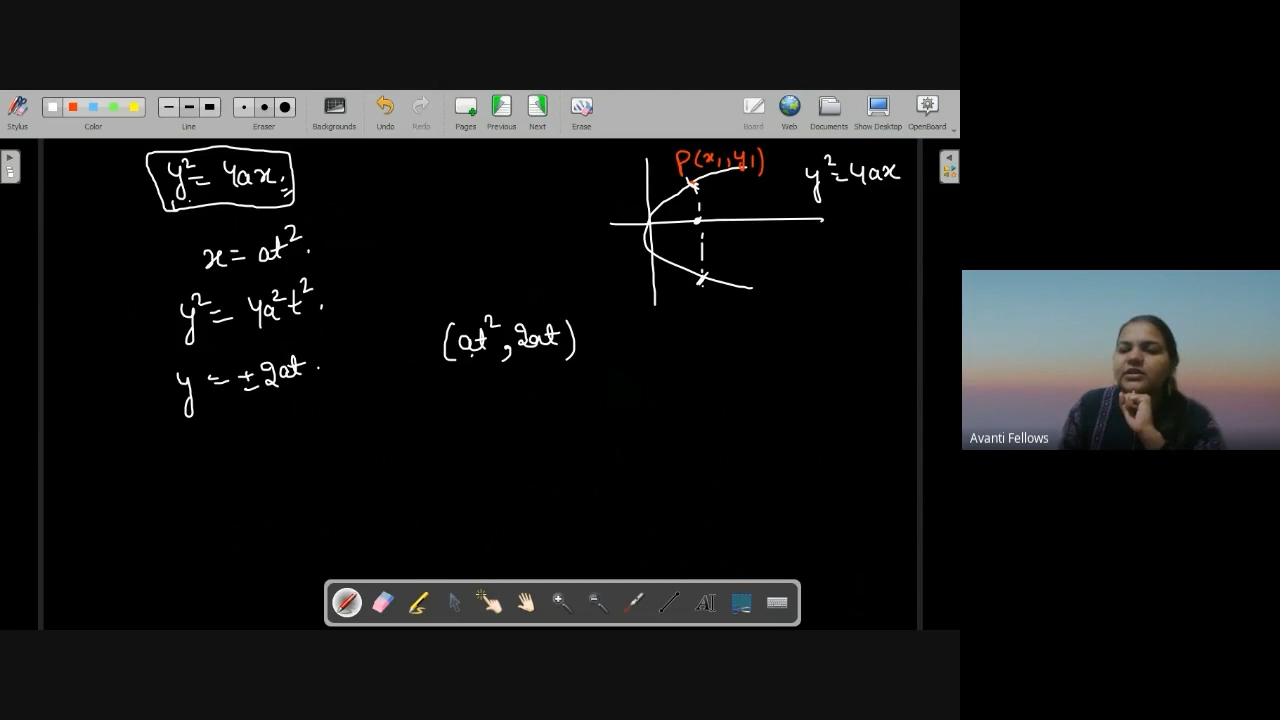 Stylus
Color
Line
Eraser
Backgrounds
Undo
Redo
Pages
Previous
Next
Erase
Board
Web
Documents
Show Desktop
OpenBoard
y² = 4ax.
x = at².
y² = 4a²t².
y = ±2at.
(at², 2at)
P(x₁, y₁)
y² = 4ax
AI
Avanti Fellows